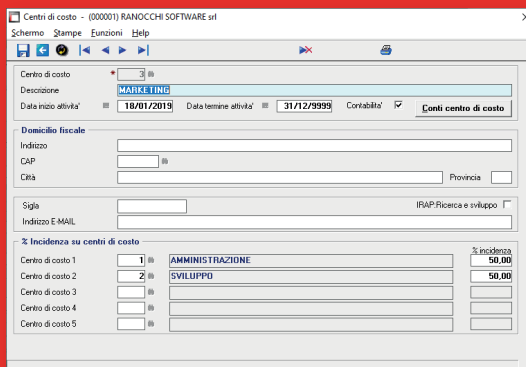 Centri di costo - (000001) RANOCCHI SOFTWARE srl
Schermo Stampe Funzioni Help
Centro di costo * 3
Descrizione MARKETING
Data inizio attivita' 18/01/2019 Data termine attivita' 31/12/9999 Contabilita' Conti centro di costo
Domicilio fiscale
Indirizzo
CAP
Città Provincia
Sigla IRAP:Ricerca e sviluppo
Indirizzo E-MAIL
% Incidenza su centri di costo
% incidenza
Centro di costo 1 1 AMMINISTRAZIONE 50,00
Centro di costo 2 2 SVILUPPO 50,00
Centro di costo 3
Centro di costo 4
Centro di costo 5